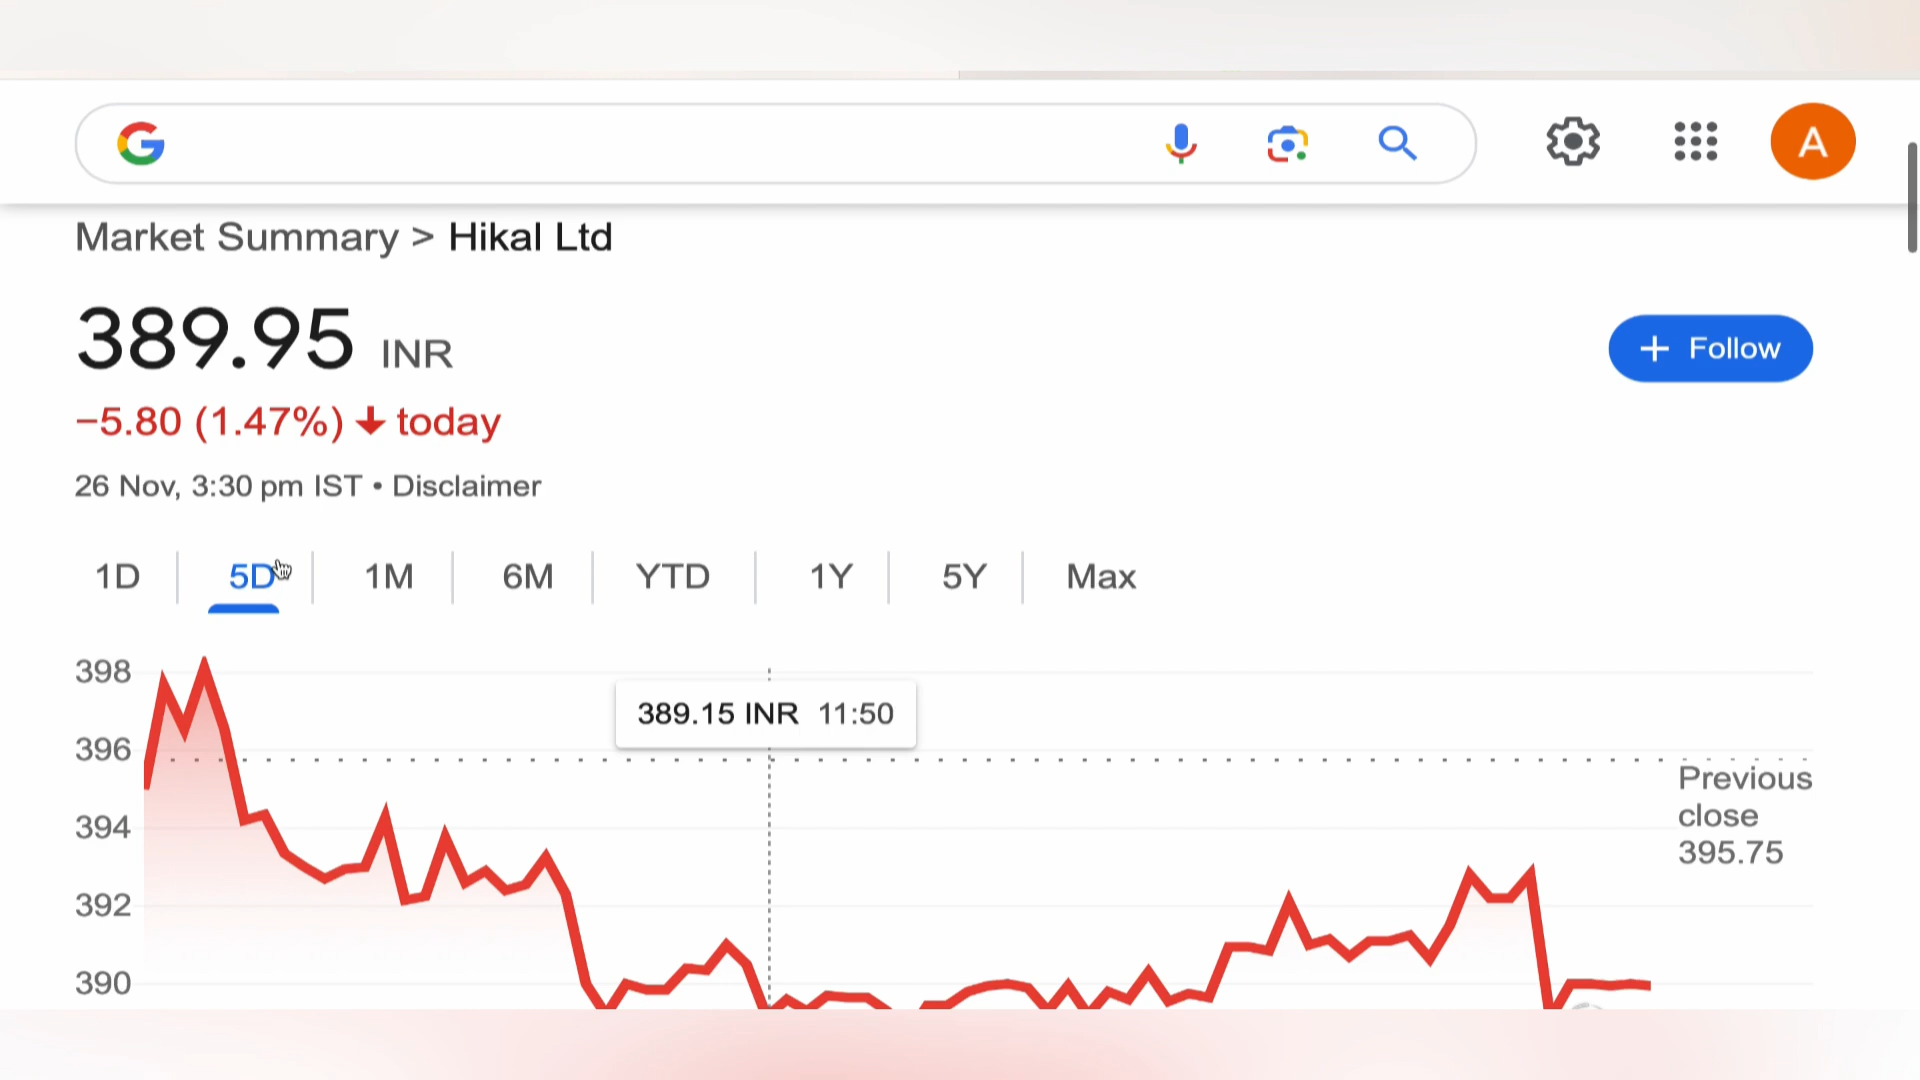 Market Summary > Hikal Ltd
389.95 INR
+ Follow
−5.80 (1.47%) ↓ today
26 Nov, 3:30 pm IST • Disclaimer
1D 5D 1M 6M YTD 1Y 5Y Max
398
389.15 INR 11:50
396
Previous
close
395.75
394
392
390
A